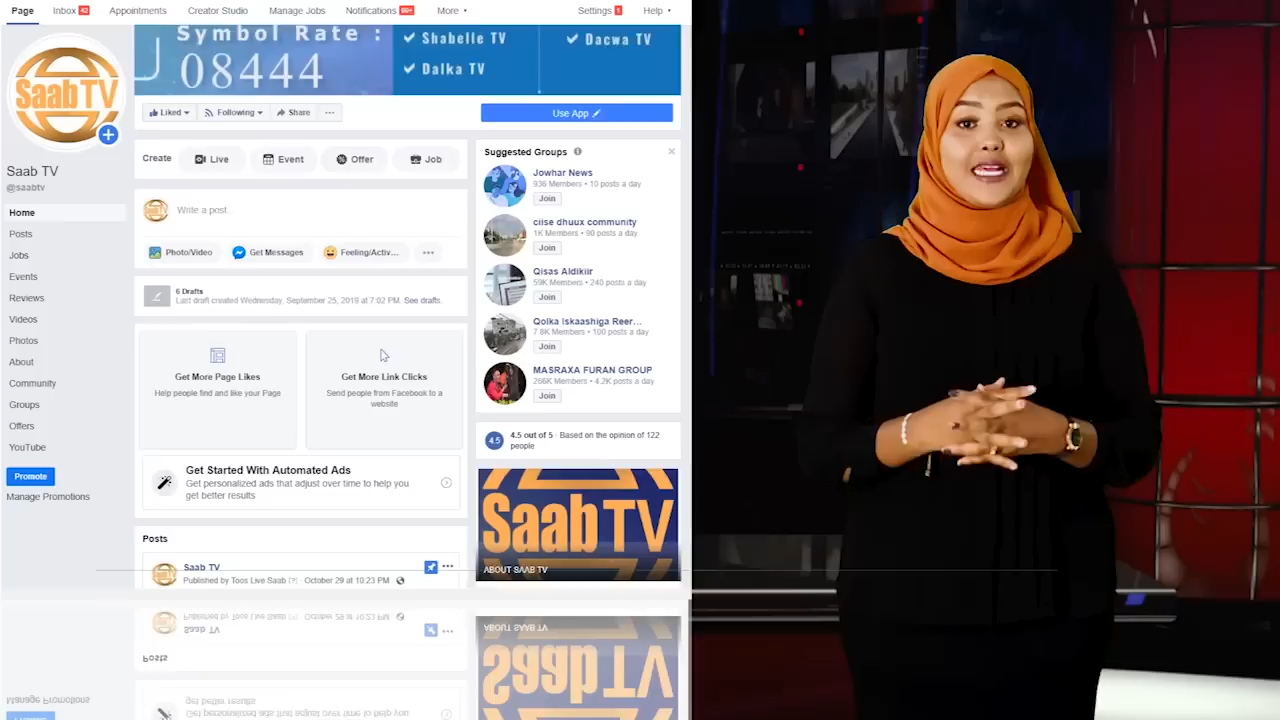 Page Inbox 42 Appointments Creator Studio Manage Jobs Notifications 99+ More Settings 1 Help
Symbol Rate :
08444
Shabelle TV
Dalka TV
Dacwa TV
SaabTV
Liked Following Share ...
Use App
Saab TV
@saabtv
Home
Posts
Jobs
Events
Reviews
Videos
Photos
About
Community
Groups
Offers
YouTube
Promote
Manage Promotions
Create Live Event Offer Job
Write a post...
Photo/Video Get Messages Feeling/Activ... ...
6 Drafts
Last draft created Wednesday, September 25, 2019 at 7:02 PM. See drafts.
Get More Page Likes
Help people find and like your Page
Get More Link Clicks
Send people from Facebook to a
website
Get Started With Automated Ads
Get personalized ads that adjust over time to help you
get better results
Posts
Saab TV
Published by Toos Live Saab [?] · October 29 at 10:23 PM
Suggested Groups
Jowhar News
936 Members • 10 posts a day
Join
ciise dhuux community
1K Members • 90 posts a day
Join
Qisas Aldikiir
59K Members • 240 posts a day
Join
Qolka Iskaashiga Reer...
7.8K Members • 100 posts a day
Join
MASRAXA FURAN GROUP
266K Members • 4.2K posts a day
Join
4.5 4.5 out of 5 · Based on the opinion of 122
people
SaabTV
ABOUT SAAB TV